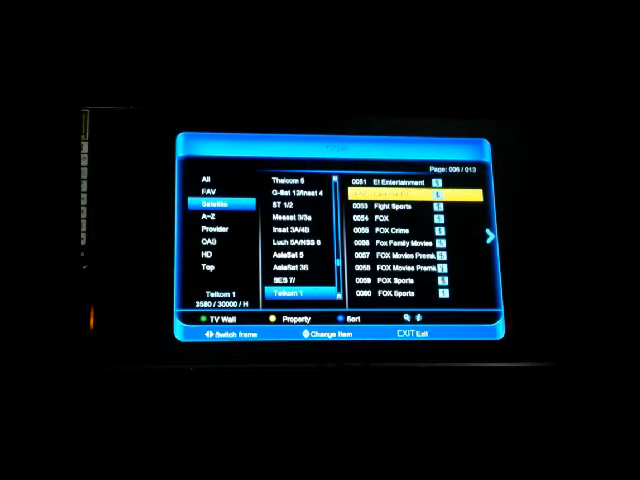 Page: 006 / 013
All
FAV
Satellite
A~Z
Provider
CAS
HD
Top
Telkom 1
3580 / 30000 / H
Thaicom 5
G-Sat 12/Insat 4
ST 1/2
Measat 3/3a
Insat 3A/4B
Luch 5A/NSS 6
AsiaSat 5
AsiaSat 3S
SES 7/
Telkom 1
0051 E! Entertainment
0053 Fight Sports
0054 FOX
0055 FOX Crime
0056 Fox Family Movies
0057 FOX Movies Premi
0058 FOX Movies Premi
0059 FOX Sports
0060 FOX Sports
TV Wall Property Sort
Switch frame Change Item EXIT Exit